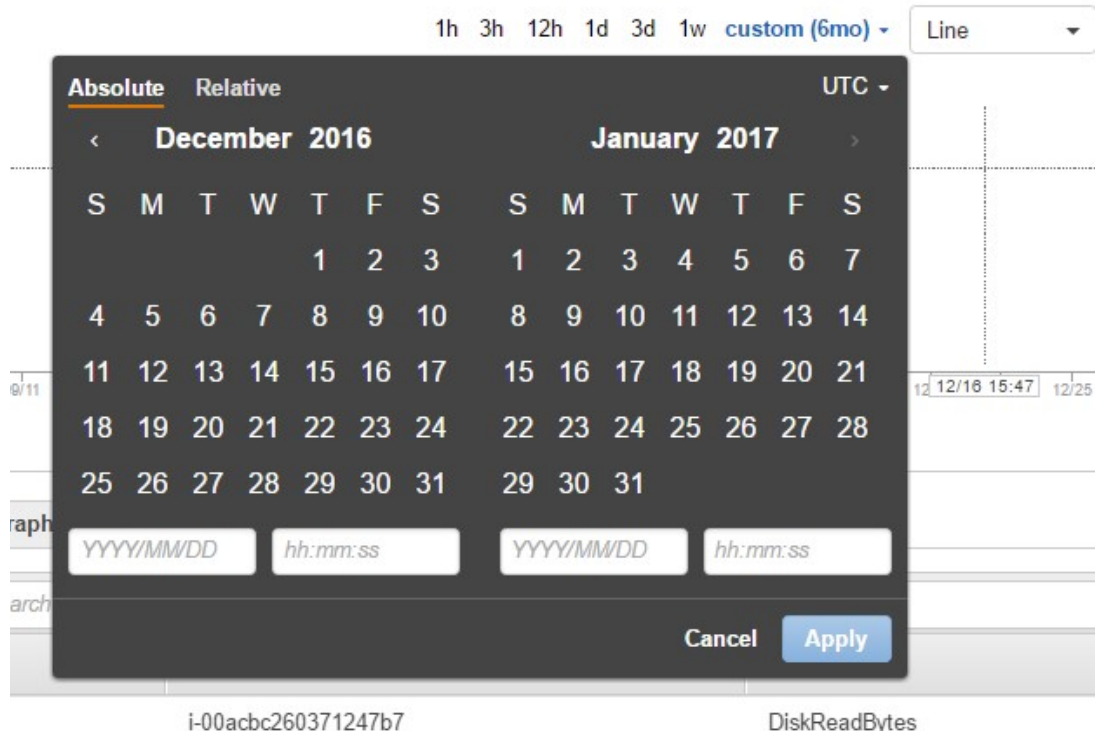 1h 3h 12h 1d 3d 1w custom (6mo) Line
Absolute Relative UTC
‹ December 2016 January 2017 ›
S M T W T F S S M T W T F S
1 2 3 1 2 3 4 5 6 7
4 5 6 7 8 9 10 8 9 10 11 12 13 14
11 12 13 14 15 16 17 15 16 17 18 19 20 21
9/11 12/16 15:47 12/25
18 19 20 21 22 23 24 22 23 24 25 26 27 28
25 26 27 28 29 30 31 29 30 31
raph
YYYY/MM/DD hh:mm:ss YYYY/MM/DD hh:mm:ss
arch
Cancel Apply
i-00acbc260371247b7 DiskReadBytes